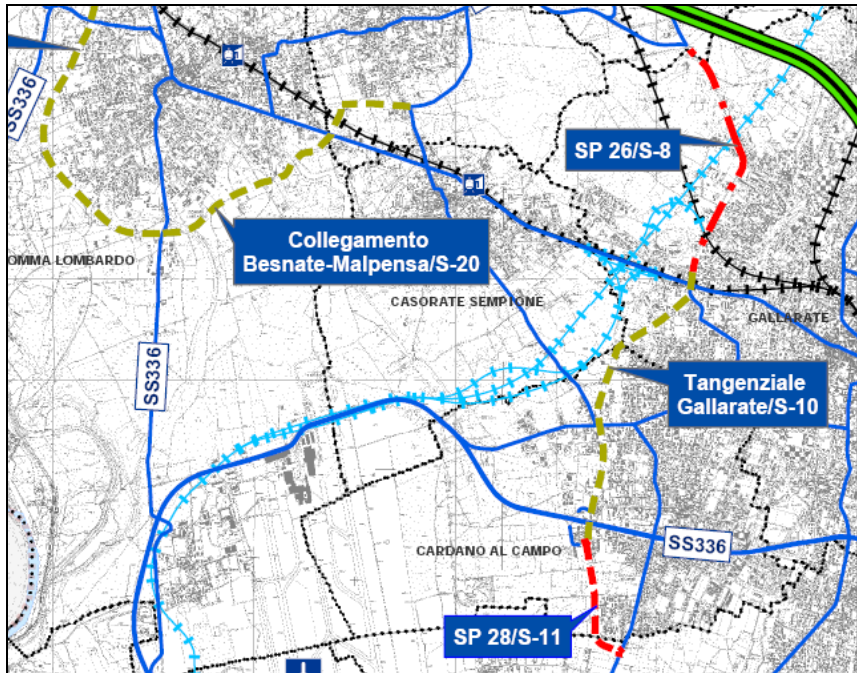 SS336
SP 26/S-8
Collegamento
Besnate-Malpensa/S-20
OMMA LOMBARDO
CASORATE SEMPIONE
GALLARATE
SS336
Tangenziale
Gallarate/S-10
SS336
CARDANO AL CAMPO
SP 28/S-11